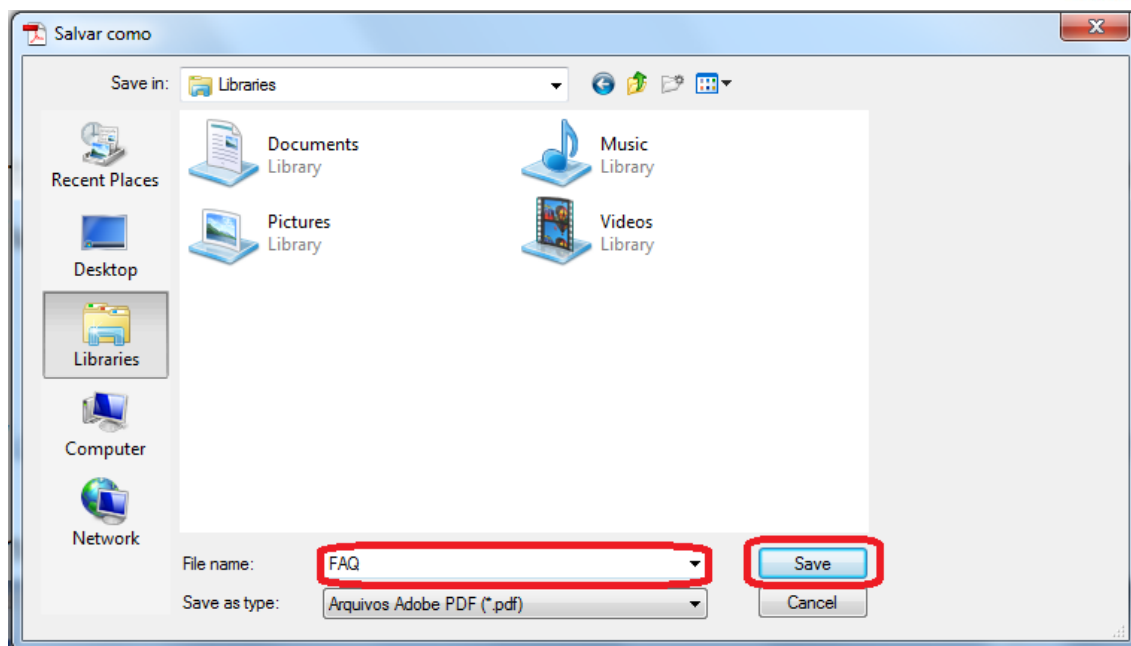 Salvar como
Save in:
Libraries
Recent Places
Desktop
Libraries
Computer
Network
Documents
Library
Music
Library
Pictures
Library
Videos
Library
File name:
FAQ
Save
Save as type:
Arquivos Adobe PDF (*.pdf)
Cancel